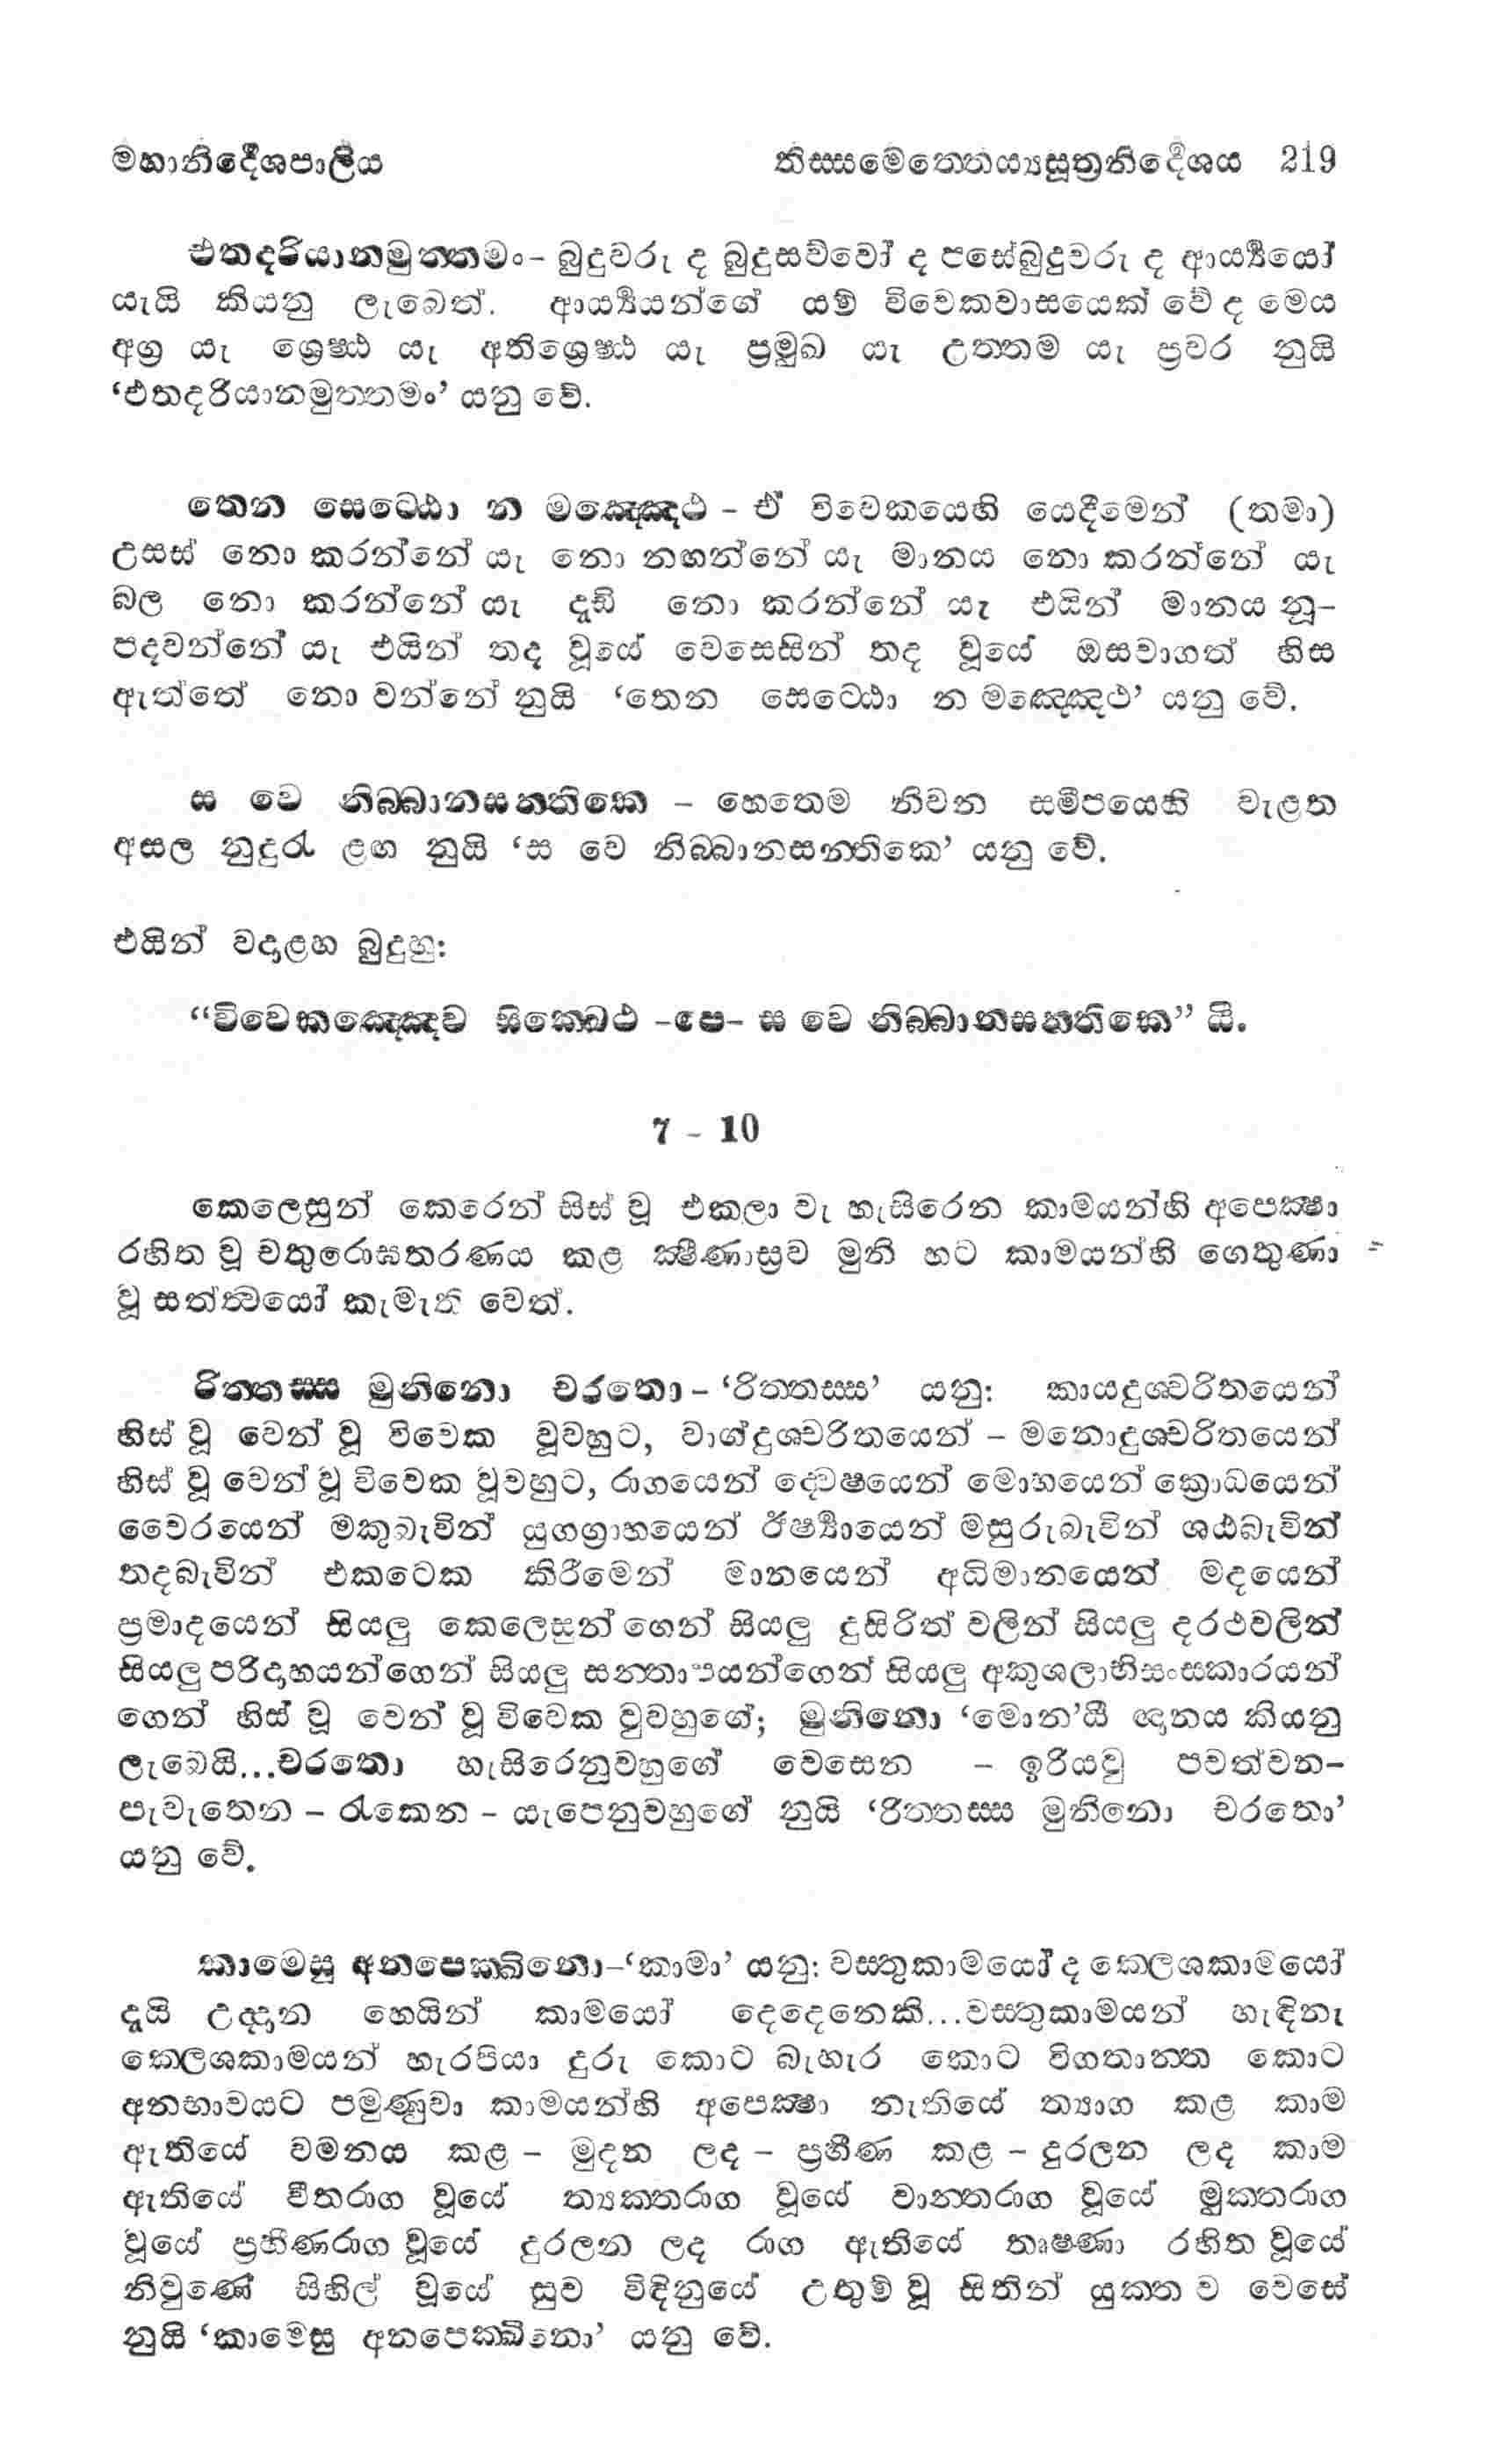 මහානිර්දේශපාලිය තිස්සමෙත්තෙය්‍යසූත්‍රනිර්දේශය 219
එතදරියානමුත්තමං- බුදුවරු ද බුදුසව්වෝ ද පසේබුදුවරු ද ආර්‍ය්‍යයෝ
යැයි කියනු ලැබෙත්. ආර්‍ය්‍යයන්ගේ යම් විවෙකවාසයෙක් වේ ද මෙය
අග්‍ර යැ ශ්‍රෙෂ්ඨ යැ අතිශ්‍රෙෂ්ඨ යැ ප්‍රමුඛ යැ උත්තම යැ ප්‍රවර නුයි
‘එතදරියානමුත්තමං’ යනු වේ.
තෙන සෙට්ඨො න මඤ්ඤෙථ - ඒ විවෙකයෙහි යෙදීමෙන් (තමා)
උසස් නො කරන්නේ යැ නො නඟන්නේ යැ මානය නො කරන්නේ යැ
බල නො කරන්නේ යැ දැඩි නො කරන්නේ යැ එයින් මානය නූ-
පදවන්නේ යැ එයින් තද වූයේ වෙසෙසින් තද වූයේ ඔසවාගත් හිස
ඇත්තේ නො වන්නේ නුයි ‘තෙන සෙට්ඨො න මඤ්ඤෙථ’ යනු වේ.
ස වෙ නිබ්බානසන්තිකෙ - හෙතෙම නිවන සමීපයෙහි වැළත
අසල නුදුරැ ළඟ නුයි ‘ස වෙ නිබ්බානසන්තිකෙ’ යනු වේ.
එයින් වදාළහ බුදුහු:
“විවෙකඤ්ඤෙව සික්ඛෙථ -පෙ- ස වෙ නිබ්බානසන්තිකෙ” යි.
7 - 10
කෙලෙසුන් කෙරෙන් සිස් වූ එකලා වැ හැසිරෙන කාමයන්හි අපෙක්‍ෂා
රහිත වූ චතුරොඝතරණය කළ ක්‍ෂීණාස්‍රව මුනි හට කාමයන්හි ගෙතුණා
වූ සත්ත්‍වයෝ කැමැති වෙත්.
රිත්තස්ස මුනිනො චරතො - ‘රිත්තස්ස’ යනු: කායදුශ්චරිතයෙන්
හිස් වූ වෙන් වූ විවෙක වූවහුට, වාග්දුශ්චරිතයෙන් - මනොදුශ්චරිතයෙන්
හිස් වූ වෙන් වූ විවෙක වූවහුට, රාගයෙන් ද්වෙෂයෙන් මොහයෙන් ක්‍රොධයෙන්
වෛරයෙන් මකුබැවින් යුගග්‍රාහයෙන් ඊර්ෂ්‍යායෙන් මසුරුබැවින් ශඨබැවින්
තදබැවින් එකටෙක කිරීමෙන් මානයෙන් අධිමානයෙන් මදයෙන්
ප්‍රමාදයෙන් සියලු කෙලෙසුන් ගෙන් සියලු දුසිරිත් වලින් සියලු දරථවලින්
සියලු පරිදාහයන්ගෙන් සියලු සන්තාපයන්ගෙන් සියලු අකුශලාභිසංස්කාරයන්
ගෙන් හිස් වූ වෙන් වූ විවෙක වූවහුගේ; මුනිනො ‘මොන’යී ඥානය කියනු
ලැබෙයි...චරතො හැසිරෙනුවහුගේ වෙසෙන - ඉරියවු පවත්වන-
පැවැතෙන - රැකෙන - යැපෙනුවහුගේ නුයි ‘රිත්තස්ස මුනිනො චරතො’
යනු වේ.
කාමෙසු අනපෙක්ඛිනො-‘කාමා’ යනු: වස්තුකාමයෝ ද ක්ලෙශකාමයෝ
දැයි උද්දාන හෙයින් කාමයෝ දෙදෙනෙකි...වස්තුකාමයන් හැඳිනැ
ක්ලෙශකාමයන් හැරපියා දුරු කොට බැහැර කොට විගතාන්ත කොට
අනභාවයට පමුණුවා කාමයන්හි අපෙක්‍ෂා නැතියේ ත්‍යාග කළ කාම
ඇතියේ වමනය කළ - මුදන ලද - ප්‍රහීණ කළ - දුරලන ලද කාම
ඇතියේ වීතරාග වූයේ ත්‍යක්තරාග වූයේ වාන්තරාග වූයේ මුක්තරාග
වූයේ ප්‍රහීණරාග වූයේ දුරලන ලද රාග ඇතියේ තෘෂ්ණා රහිත වූයේ
නිවුණේ සිහිල් වූයේ සුව විඳිනුයේ උතුම් වූ සිතින් යුක්ත ව වෙසේ
නුයි ‘කාමෙසු අනපෙක්ඛිනො’ යනු වේ.